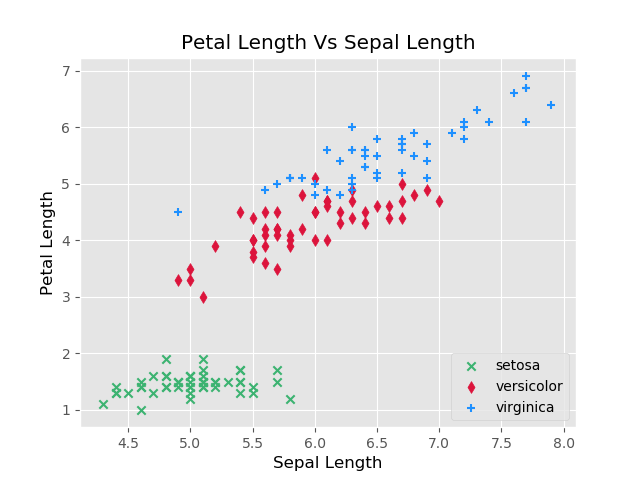 Petal Length Vs Sepal Length
7
6
5
4
3
2
1
Petal Length
4.5 5.0 5.5 6.0 6.5 7.0 7.5 8.0
Sepal Length
setosa
versicolor
virginica